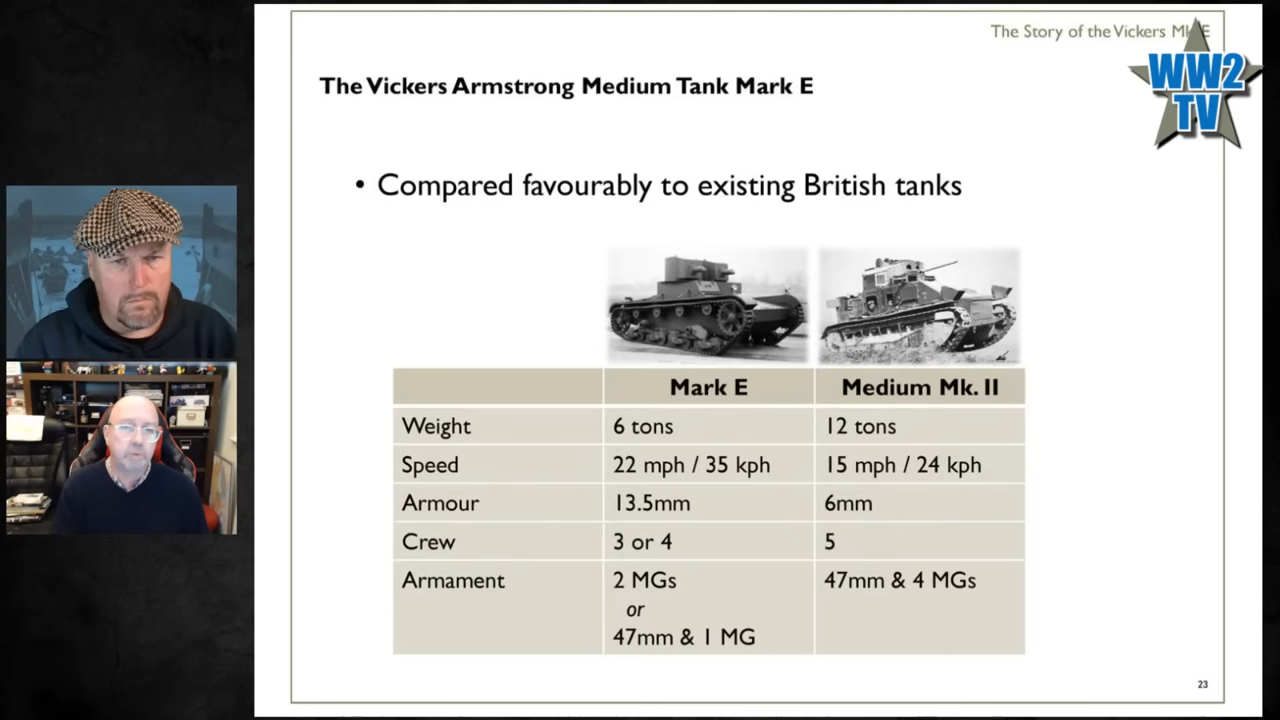 The Story of the Vickers Mk E
WW2
TV
The Vickers Armstrong Medium Tank Mark E
• Compared favourably to existing British tanks
Mark E Medium Mk. II
Weight 6 tons 12 tons
Speed 22 mph / 35 kph 15 mph / 24 kph
Armour 13.5mm 6mm
Crew 3 or 4 5
Armament 2 MGs 47mm & 4 MGs
or
47mm & 1 MG
23